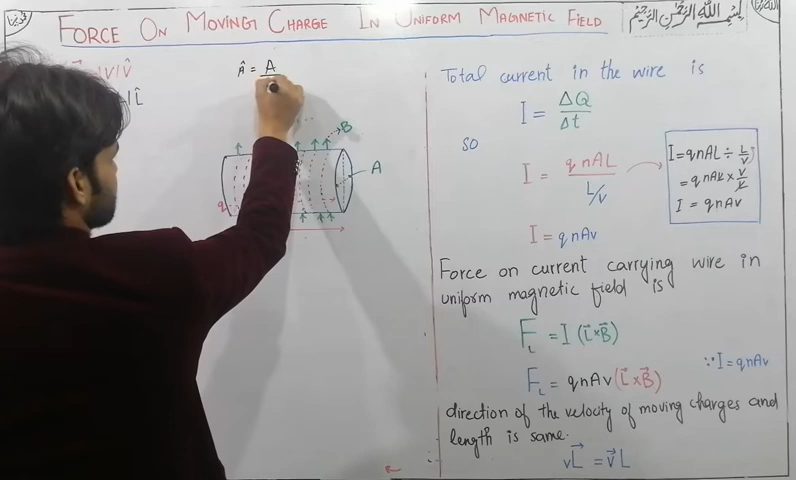 FORCE ON MOVING CHARGE IN UNIFORM MAGNETIC FIELD
بسم الله الرحمن الرحيم
|V| V̂
| L̂
Â = A
B
A
q
Total current in the wire is
I = ΔQ/Δt
so
I = qnAL / L/v
I = qnAL ÷ L/v
= qnAL × v/L
I = qnAv
I = qnAv
Force on current carrying wire in
uniform magnetic field is
F_L = I (L⃗ × B⃗)
∵ I = qnAv
F_L = qnAv (L⃗ × B⃗)
direction of the velocity of moving charges and
length is same.
vL⃗ = v⃗L